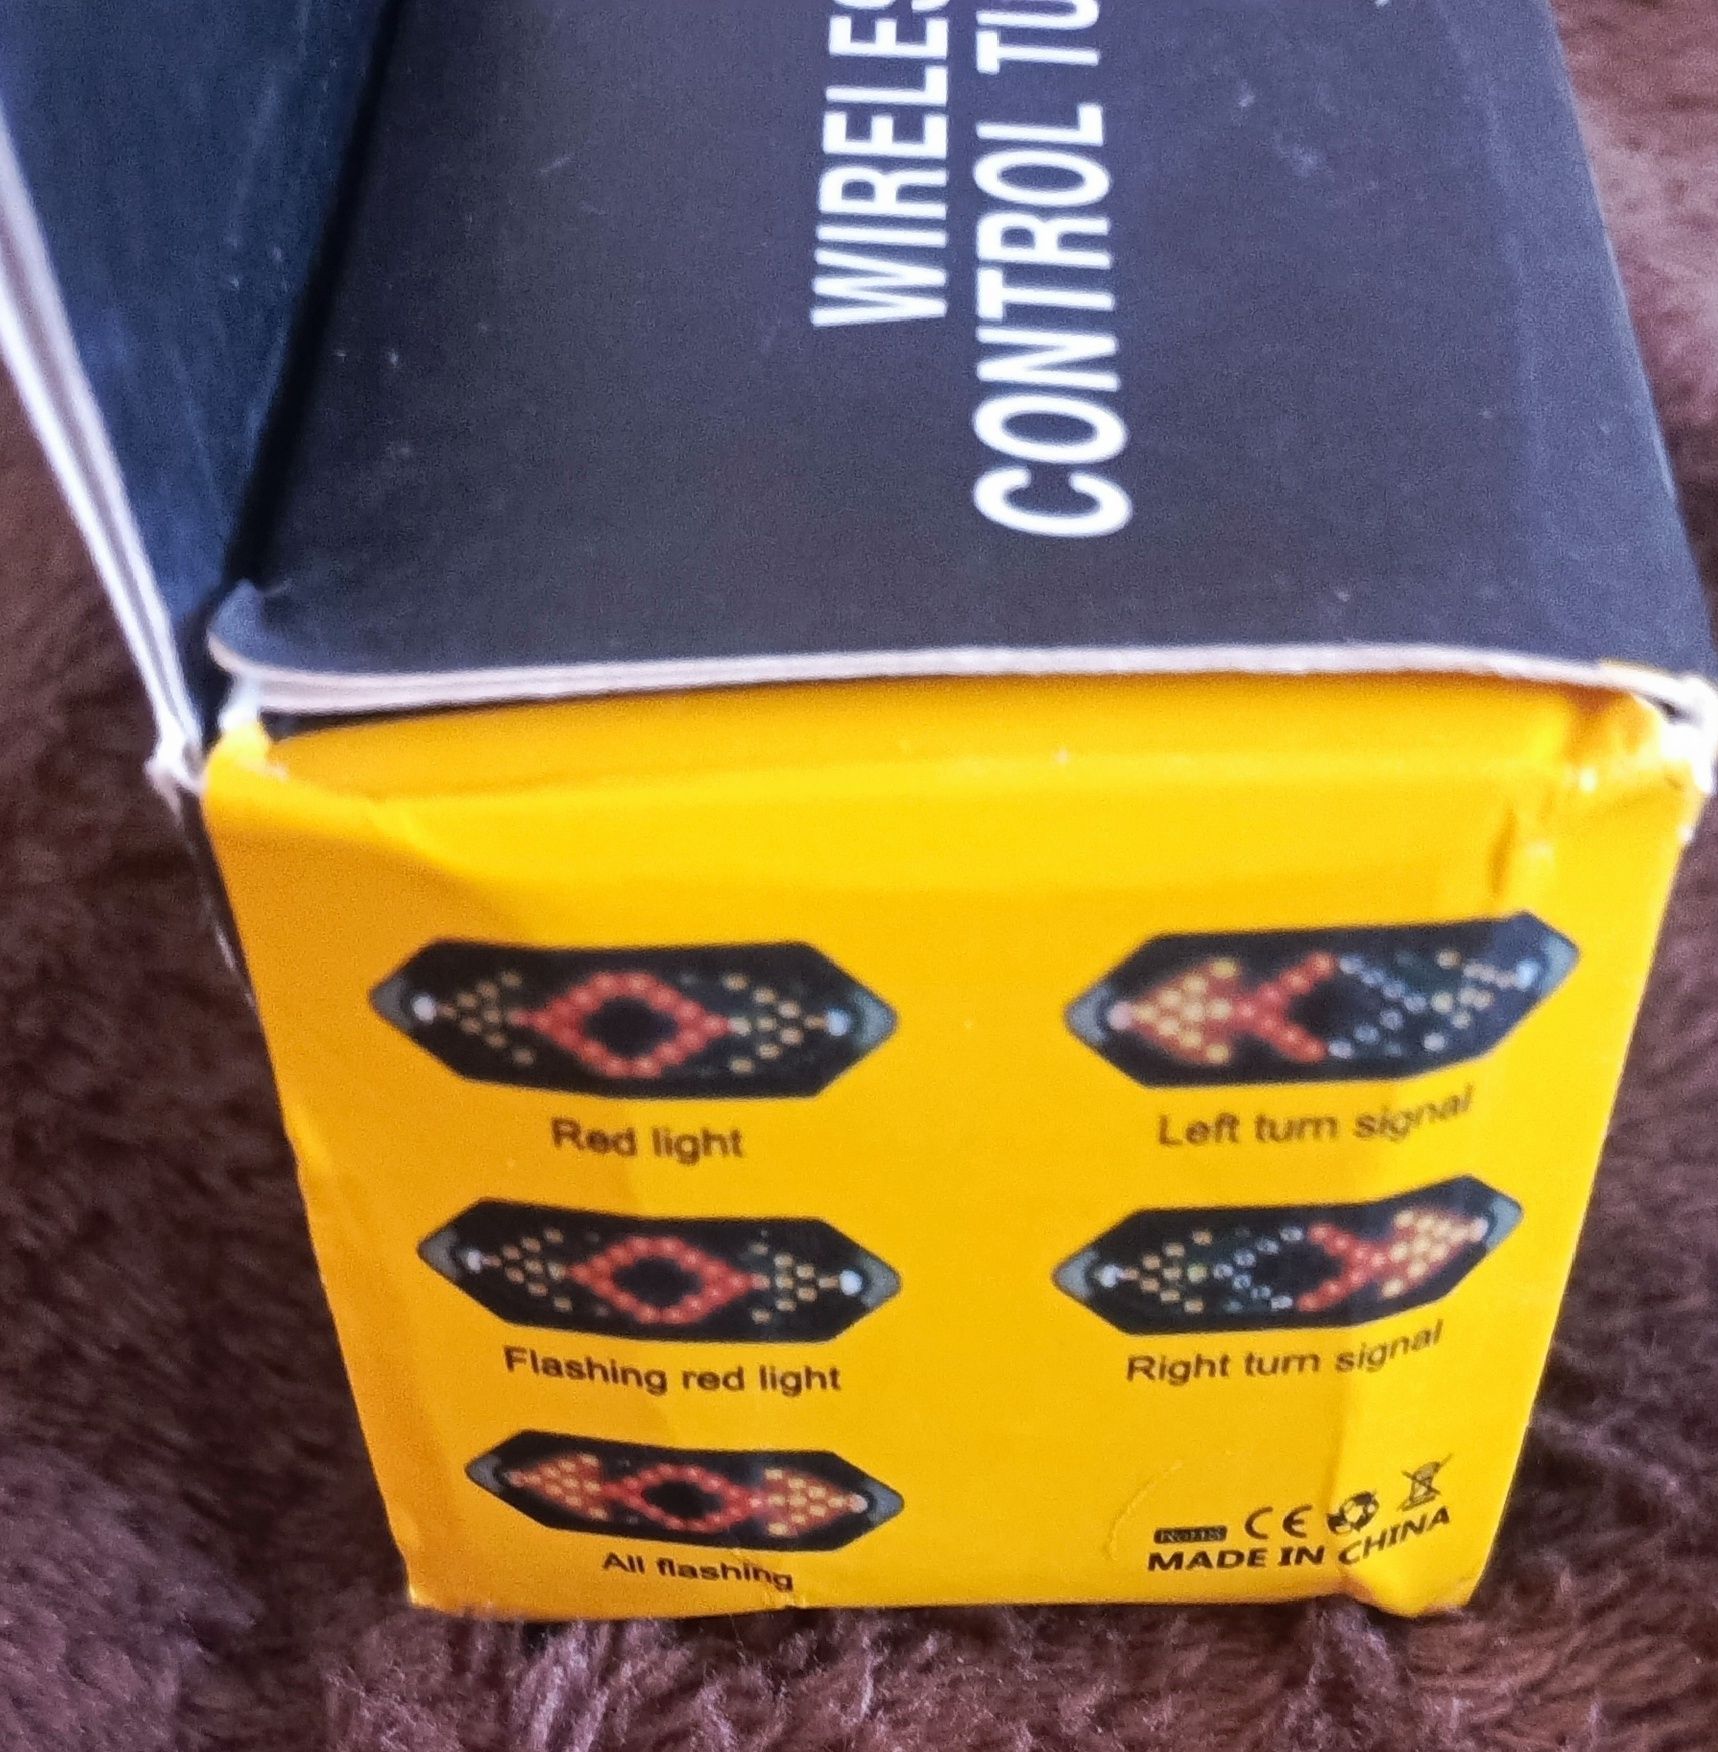 WIRELES
CONTROL TU
Red light
Left turn signal
Flashing red light
Right turn signal
All flashing
RoHS CE
MADE IN CHINA